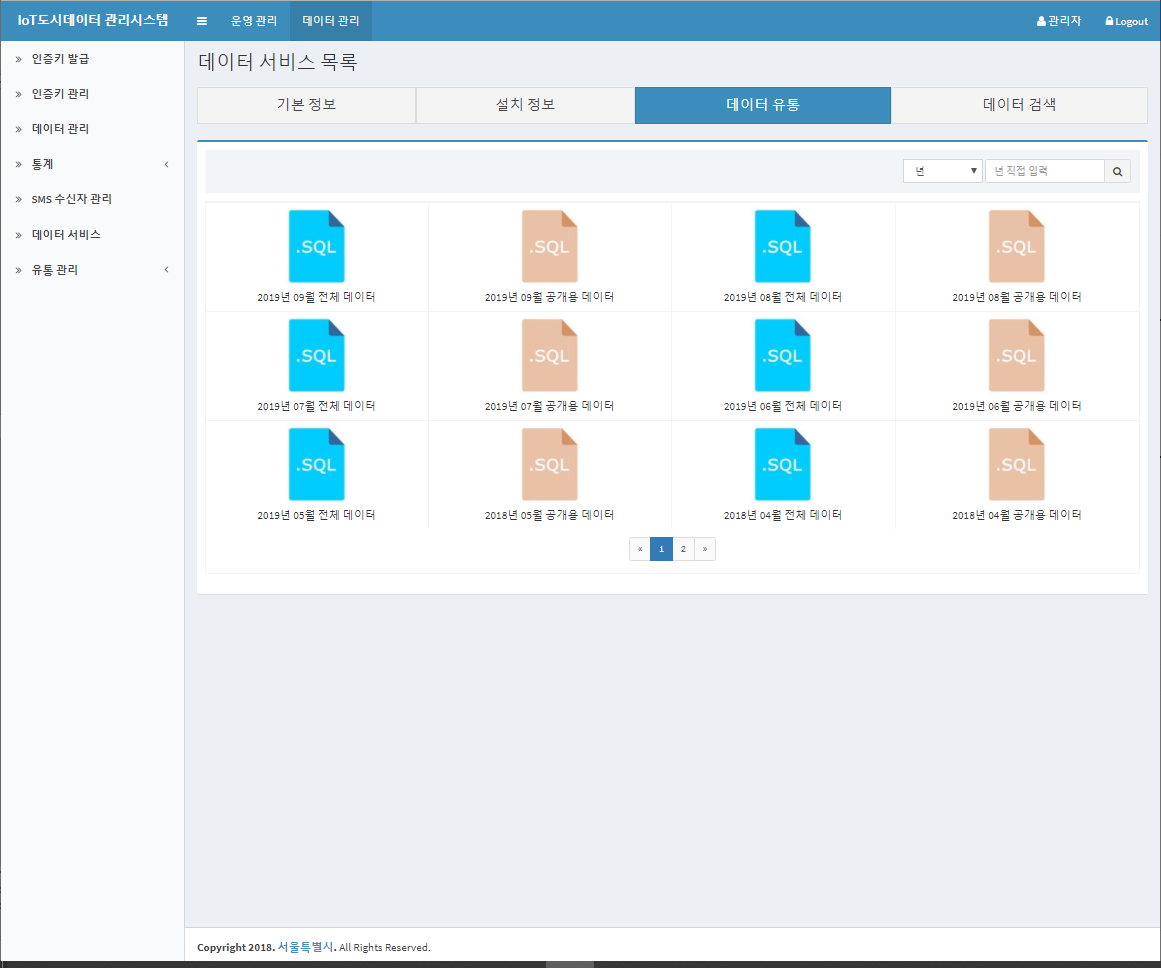 IoT도시데이터 관리시스템 운영 관리 데이터 관리 관리자 Logout
» 인증키 발급
» 인증키 관리
» 데이터 관리
» 통계 ‹
» SMS 수신자 관리
» 데이터 서비스
» 유통 관리 ‹
데이터 서비스 목록
기본 정보 설치 정보 데이터 유통 데이터 검색
년 ▼ 년 직접 입력
.SQL .SQL .SQL .SQL
2019년 09월 전체 데이터 2019년 09월 공개용 데이터 2019년 08월 전체 데이터 2019년 08월 공개용 데이터
.SQL .SQL .SQL .SQL
2019년 07월 전체 데이터 2019년 07월 공개용 데이터 2019년 06월 전체 데이터 2019년 06월 공개용 데이터
.SQL .SQL .SQL .SQL
2019년 05월 전체 데이터 2018년 05월 공개용 데이터 2018년 04월 전체 데이터 2018년 04월 공개용 데이터
« 1 2 »
Copyright 2018. 서울특별시. All Rights Reserved.